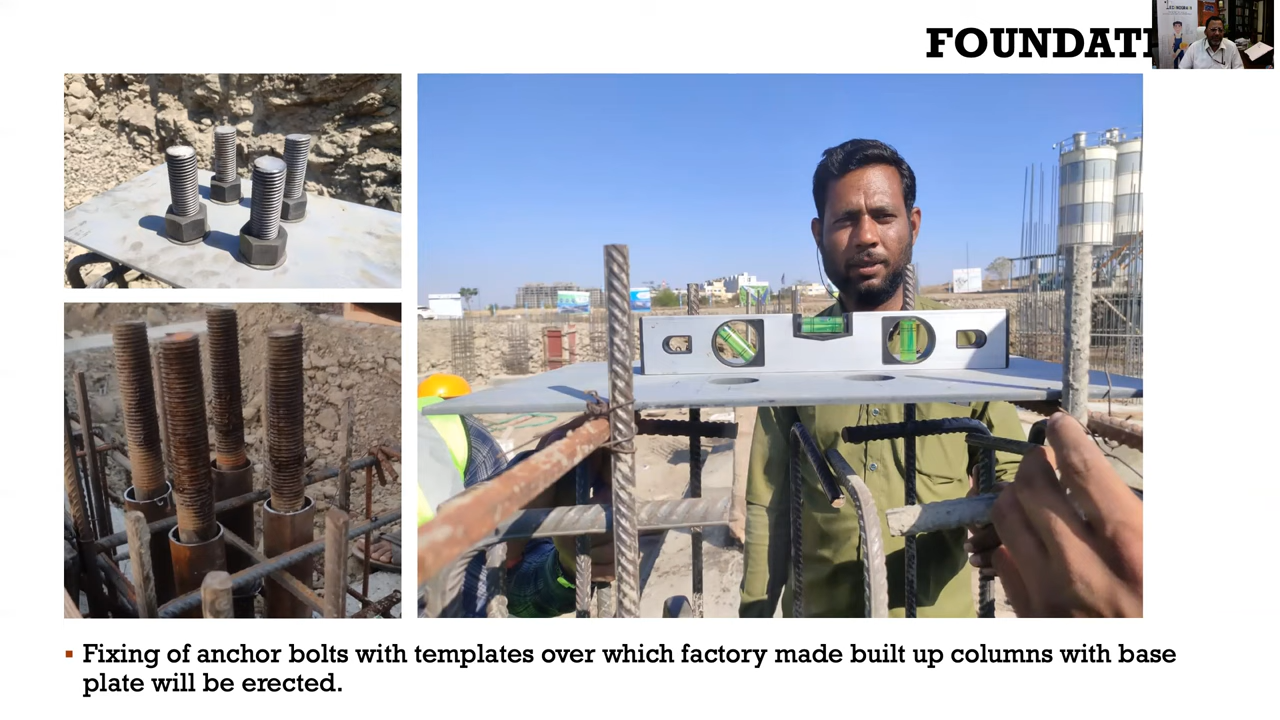 FOUNDATI
▪ Fixing of anchor bolts with templates over which factory made built up columns with base
plate will be erected.